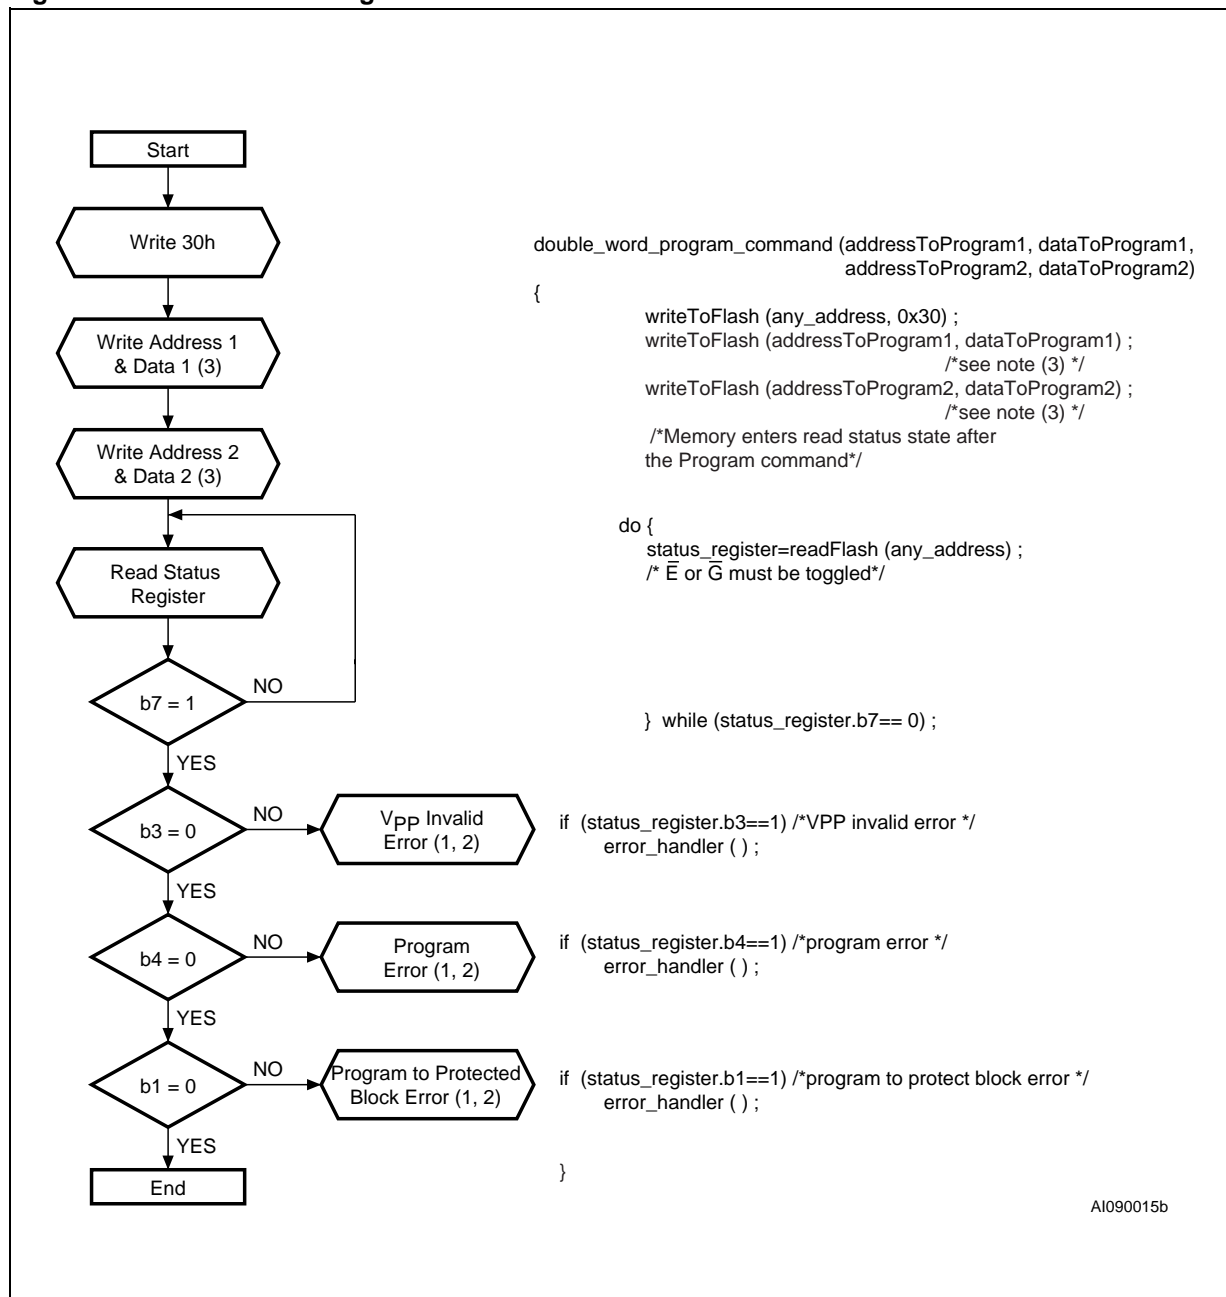 Start
Write 30h
Write Address 1
& Data 1 (3)
Write Address 2
& Data 2 (3)
Read Status
Register
b7 = 1
NO
YES
b3 = 0
NO
VPP Invalid
Error (1, 2)
YES
b4 = 0
NO
Program
Error (1, 2)
YES
b1 = 0
NO
Program to Protected
Block Error (1, 2)
YES
End
double_word_program_command (addressToProgram1, dataToProgram1,
addressToProgram2, dataToProgram2)
{
writeToFlash (any_address, 0x30) ;
writeToFlash (addressToProgram1, dataToProgram1) ;
/*see note (3) */
writeToFlash (addressToProgram2, dataToProgram2) ;
/*see note (3) */
/*Memory enters read status state after
the Program command*/
do {
status_register=readFlash (any_address) ;
/* E̅ or G̅ must be toggled*/
} while (status_register.b7== 0) ;
if (status_register.b3==1) /*VPP invalid error */
error_handler ( ) ;
if (status_register.b4==1) /*program error */
error_handler ( ) ;
if (status_register.b1==1) /*program to protect block error */
error_handler ( ) ;
}
AI090015b